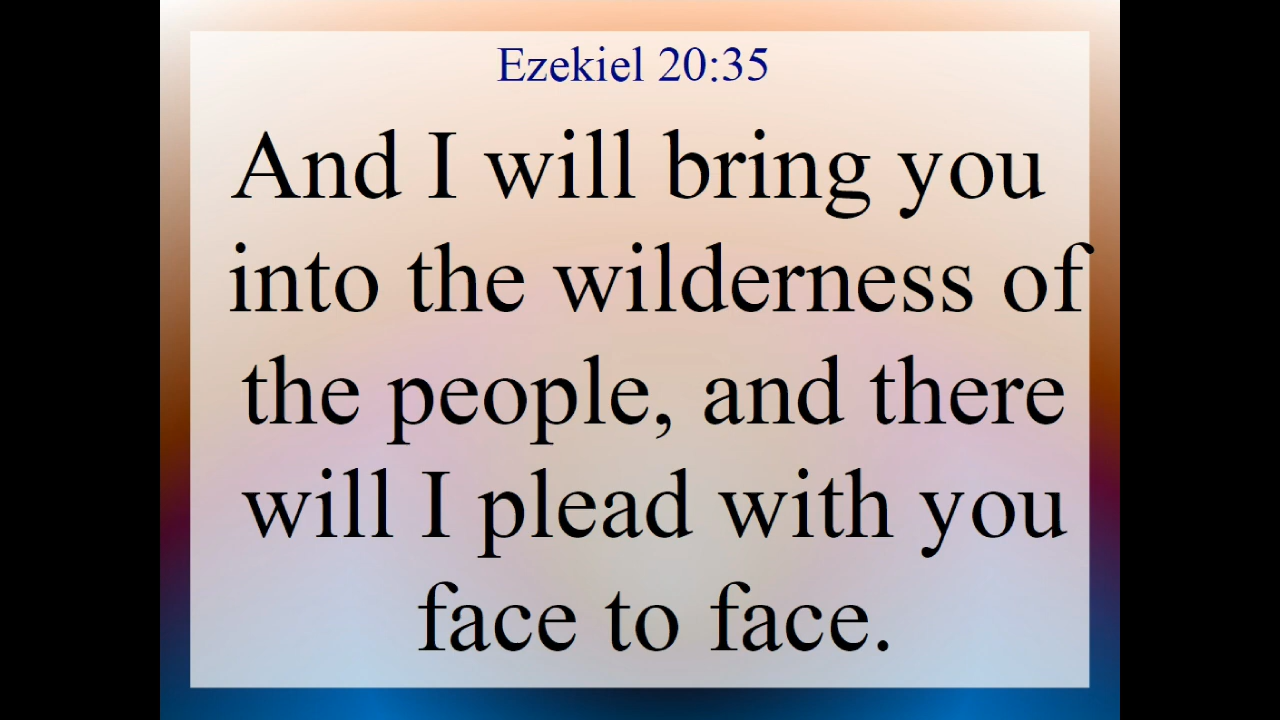 Ezekiel 20:35
And I will bring you
into the wilderness of
the people, and there
will I plead with you
face to face.